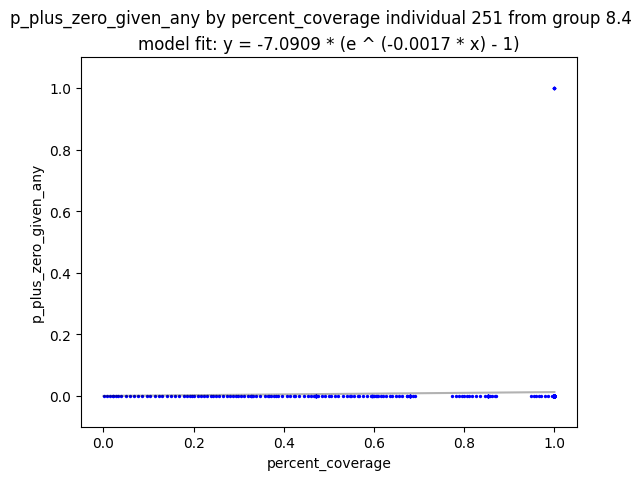 p_plus_zero_given_any by percent_coverage individual 251 from group 8.4
model fit: y = -7.0909 * (e ^ (-0.0017 * x) - 1)
p_plus_zero_given_any
1.0
0.8
0.6
0.4
0.2
0.0
0.0 0.2 0.4 0.6 0.8 1.0
percent_coverage